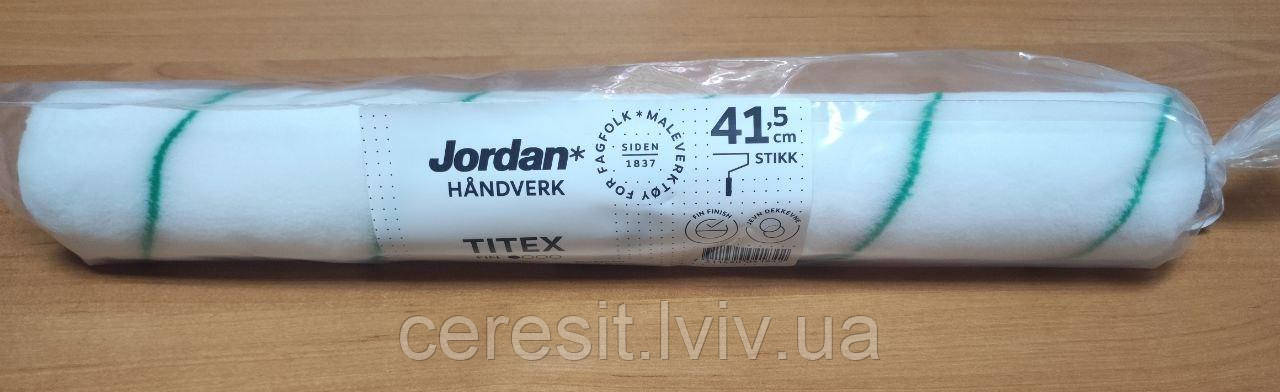 Jordan*
HÅNDVERK
MALEVERKTØY FOR FAGFOLK *
SIDEN
1837
41,5
cm
STIKK
FIN FINISH
JEVN DEKKEVNE
TITEX
FIN
ceresit.lviv.ua